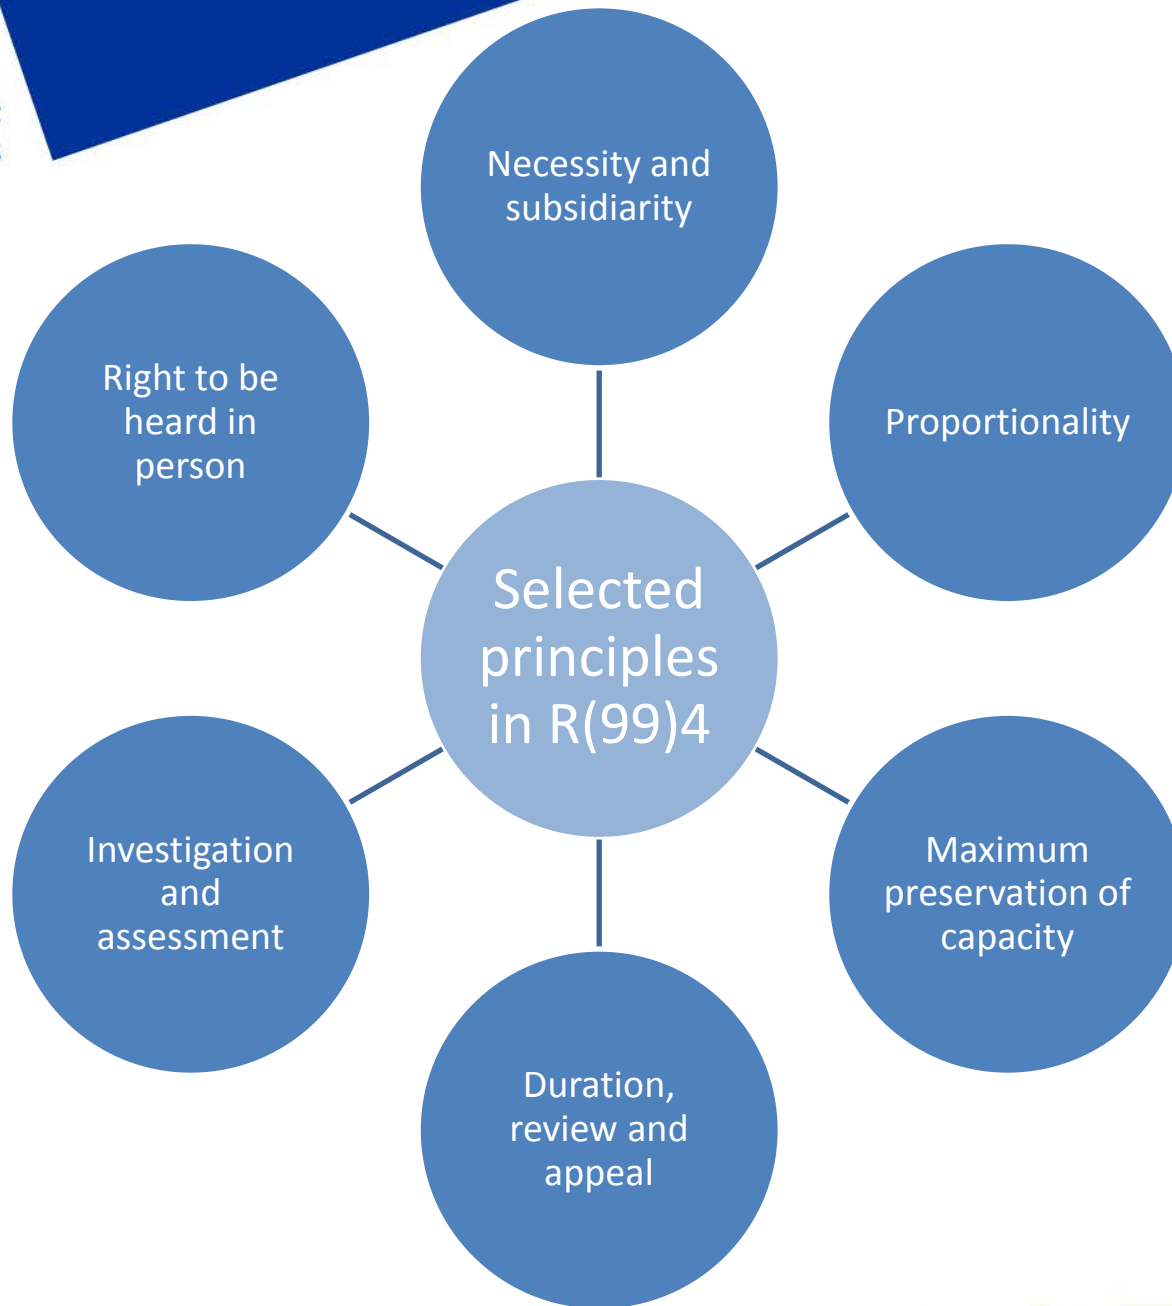 Necessity and
subsidiarity
Proportionality
Maximum
preservation of
capacity
Duration,
review and
appeal
Investigation
and
assessment
Right to be
heard in
person
Selected
principles
in R(99)4